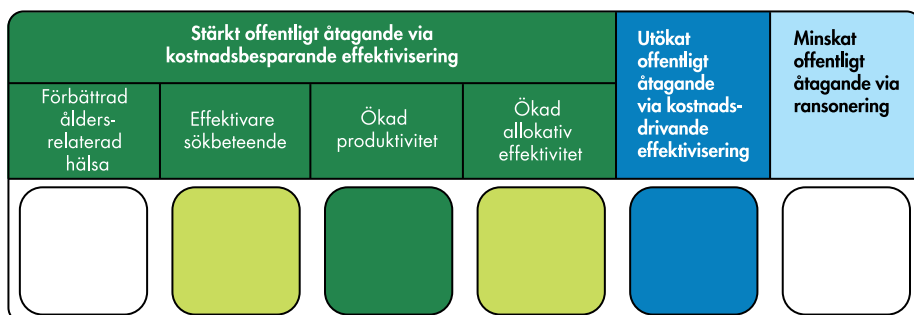 Stärkt offentligt åtagande via
kostnadsbesparande effektivisering
Utökat
offentligt
åtagande
via kostnads-
drivande
effektivisering
Minskat
offentligt
åtagande via
ransonering
Förbättrad
ålders-
relaterad
hälsa
Effektivare
sökbeteende
Ökad
produktivitet
Ökad
allokativ
effektivitet